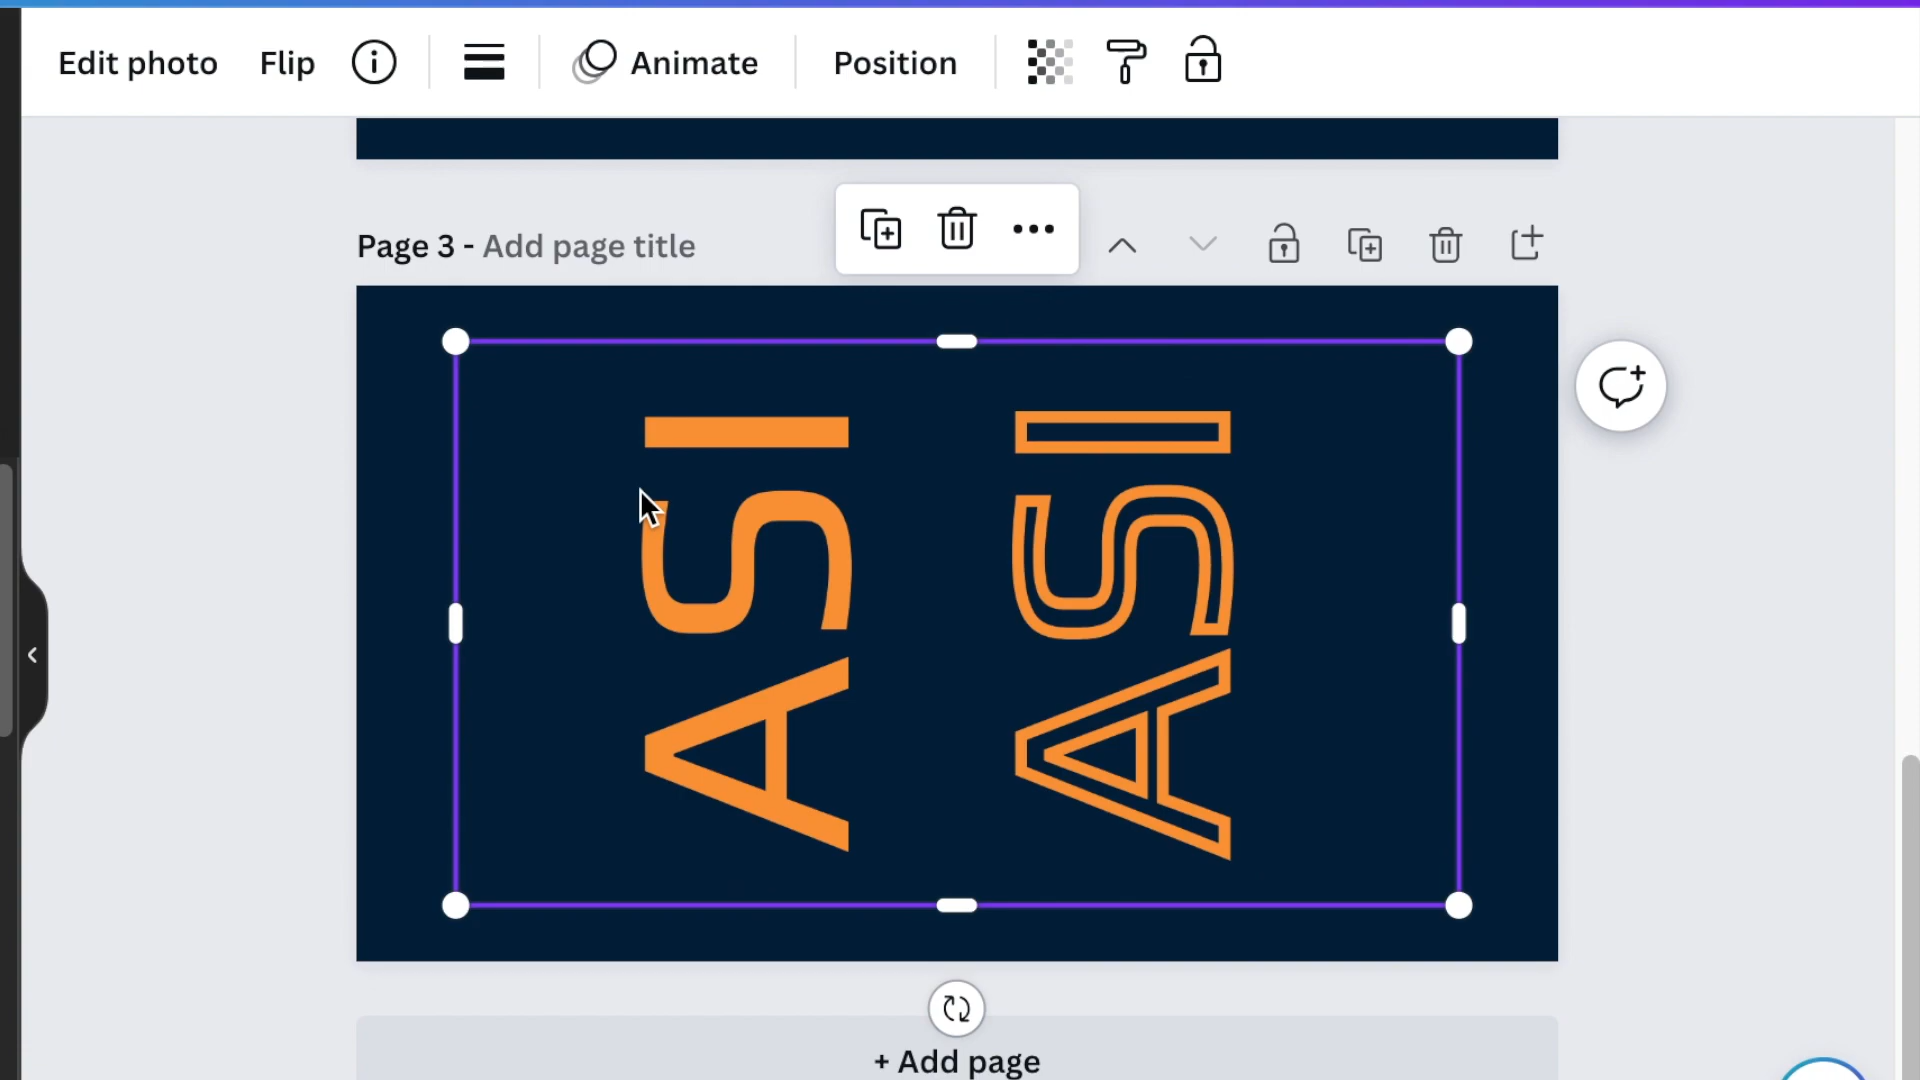 Edit photo
Flip
Animate
Position
Page 3 - Add page title
ASI
ASI
+ Add page